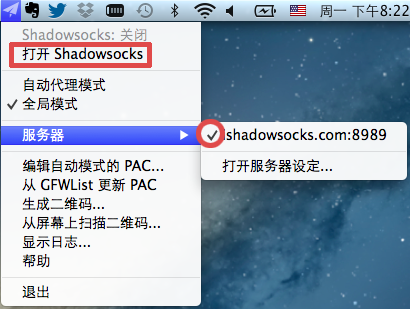 周一 下午8:22
Shadowsocks: 关闭
打开 Shadowsocks
自动代理模式
全局模式
服务器
ishadowsocks.com:8989
打开服务器设定...
编辑自动模式的 PAC...
从 GFWList 更新 PAC
生成二维码...
从屏幕上扫描二维码...
显示日志...
帮助
退出